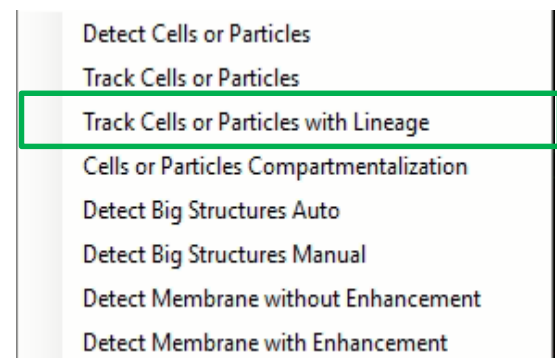 Detect Cells or Particles
Track Cells or Particles
Track Cells or Particles with Lineage
Cells or Particles Compartmentalization
Detect Big Structures Auto
Detect Big Structures Manual
Detect Membrane without Enhancement
Detect Membrane with Enhancement